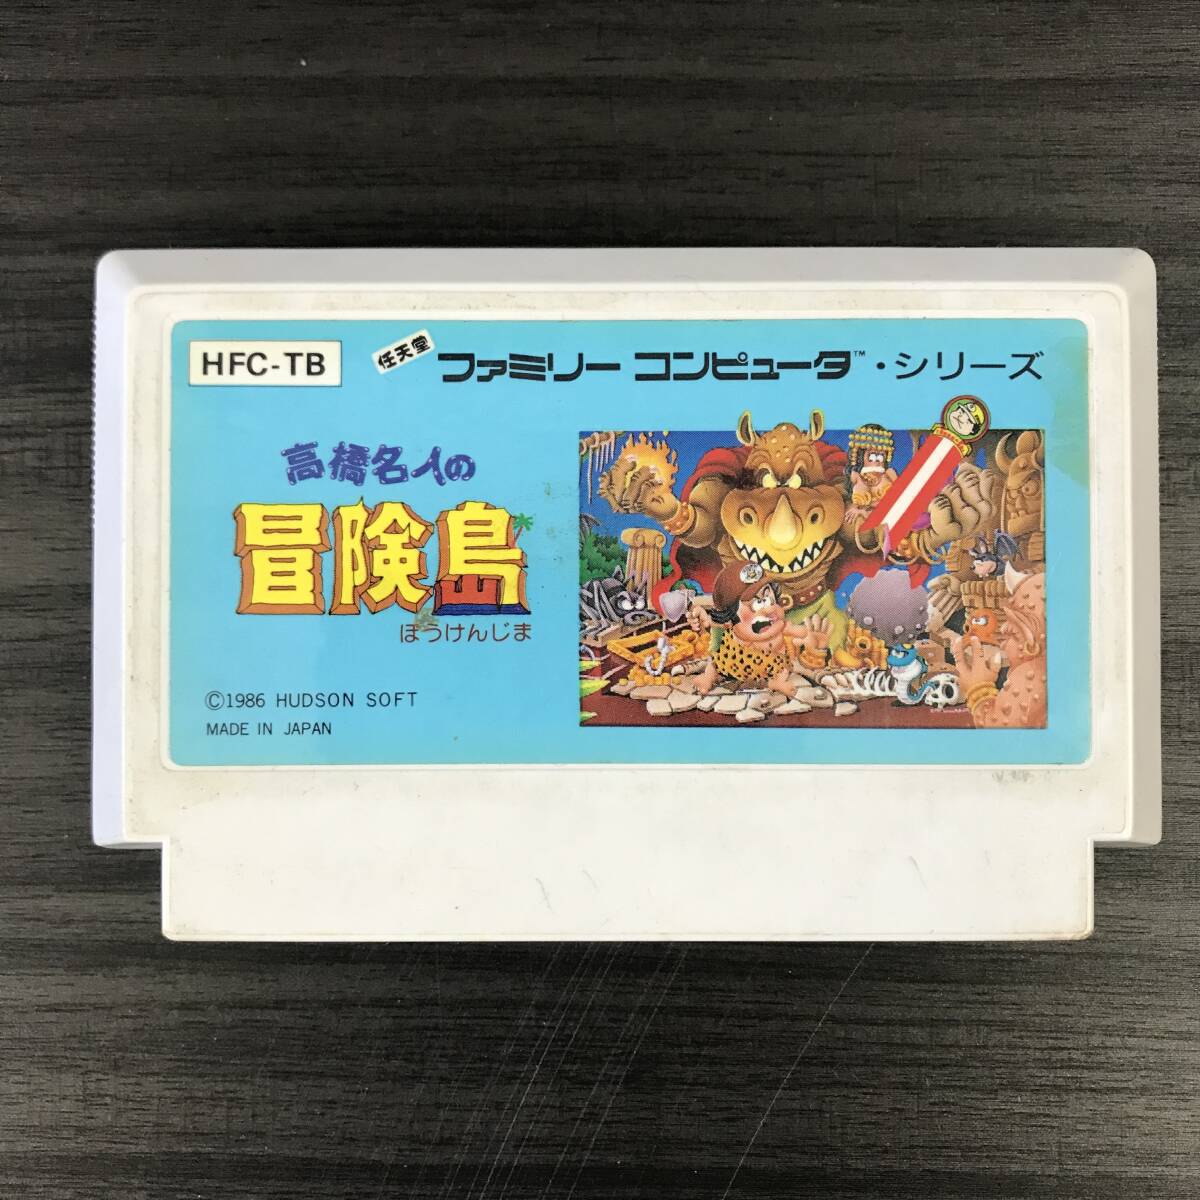 HFC-TB
任天堂 ファミリー コンピュータ™・シリーズ
高橋名人の
冒険島
ぼうけんじま
©1986 HUDSON SOFT
MADE IN JAPAN